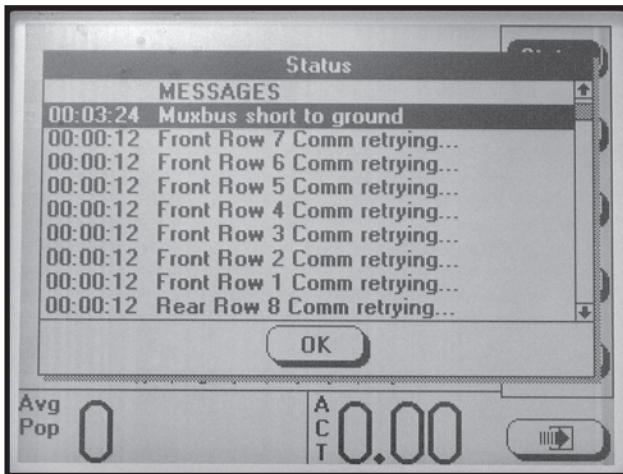 Status
MESSAGES
00:03:24 Muxbus short to ground
00:00:12 Front Row 7 Comm retrying...
00:00:12 Front Row 6 Comm retrying...
00:00:12 Front Row 5 Comm retrying...
00:00:12 Front Row 4 Comm retrying...
00:00:12 Front Row 3 Comm retrying...
00:00:12 Front Row 2 Comm retrying...
00:00:12 Front Row 1 Comm retrying...
00:00:12 Rear Row 8 Comm retrying...
OK
Avg
Pop 0
ACT 0.00